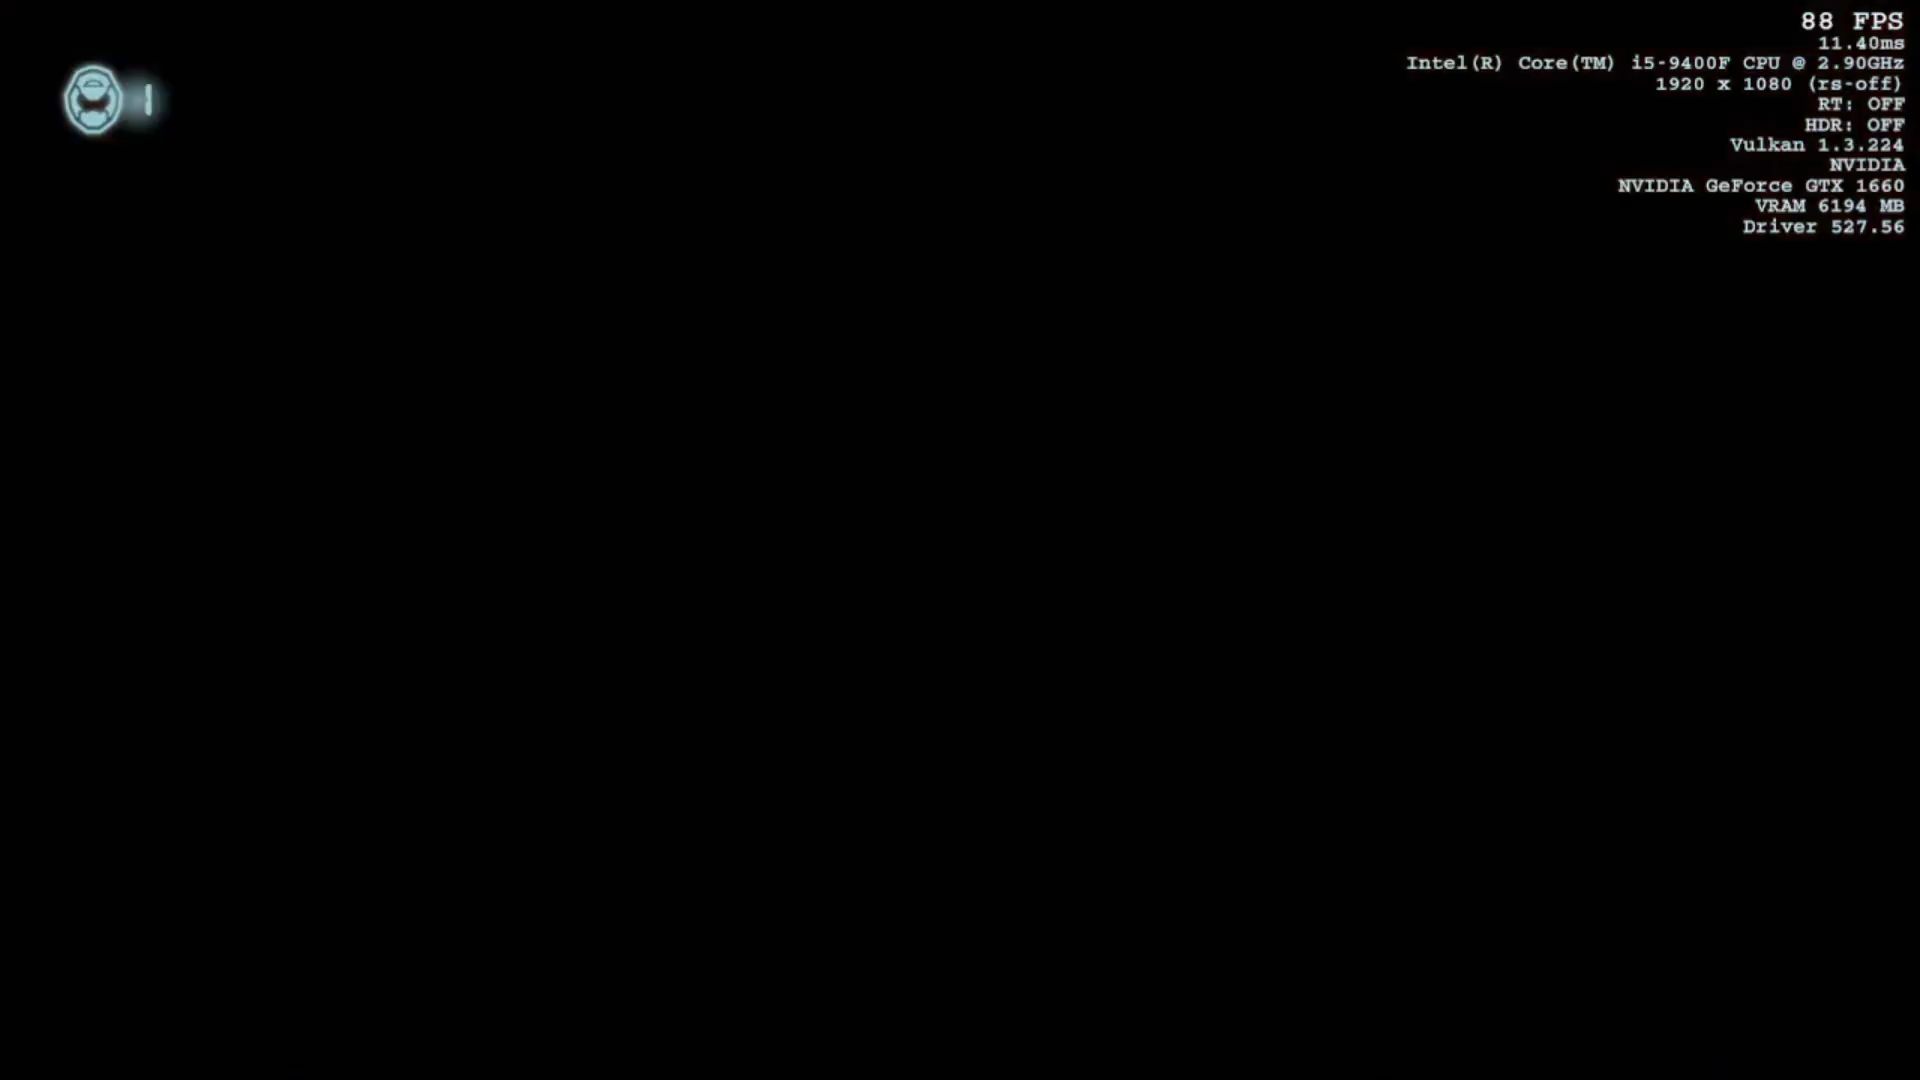 1
88 FPS
11.40ms
Intel(R) Core(TM) i5-9400F CPU @ 2.90GHz
1920 x 1080 (rs-off)
RT: OFF
HDR: OFF
Vulkan 1.3.224
NVIDIA
NVIDIA GeForce GTX 1660
VRAM 6194 MB
Driver 527.56